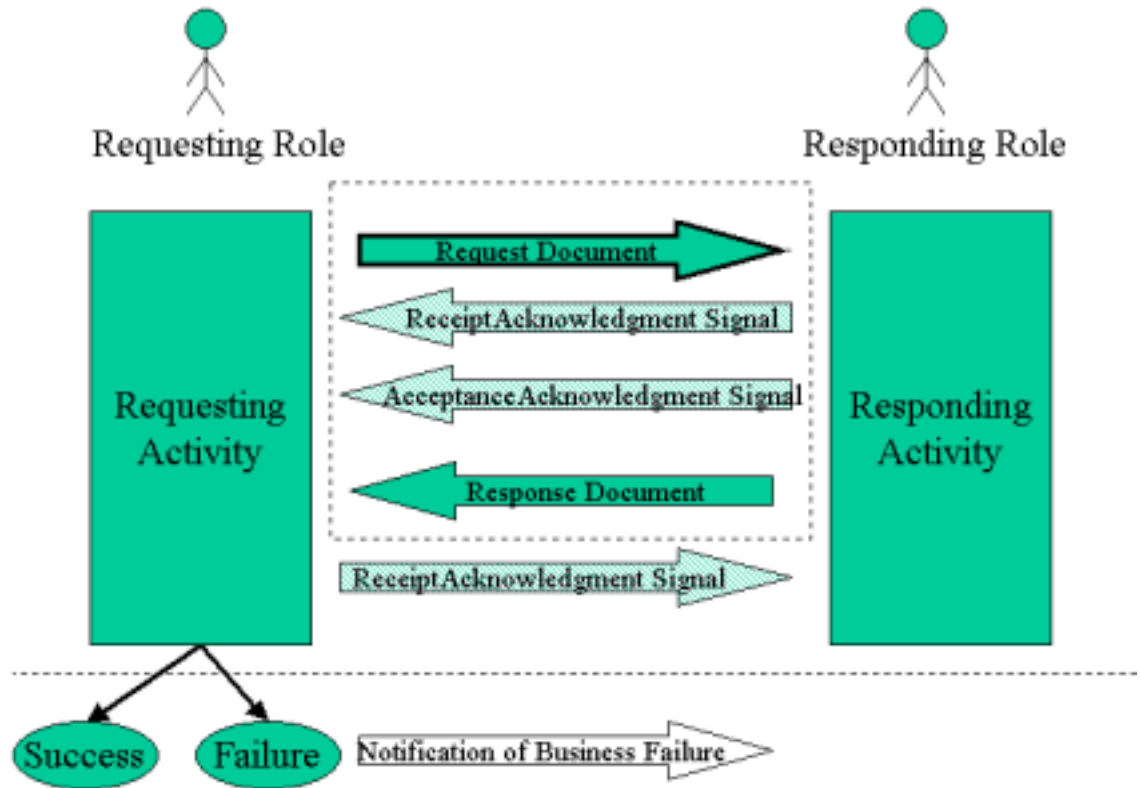 Requesting Role
Responding Role
Request Document
ReceiptAcknowledgment Signal
AcceptanceAcknowledgment Signal
Requesting
Activity
Responding
Activity
Response Document
ReceiptAcknowledgment Signal
Success
Failure
Notification of Business Failure